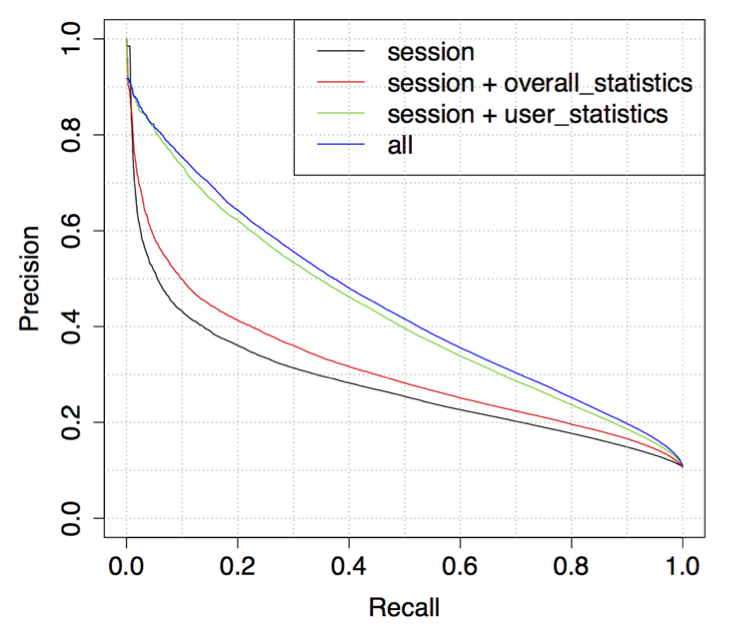 session
session + overall_statistics
session + user_statistics
all
1.0
0.8
0.6
0.4
0.2
0.0
Precision
0.0 0.2 0.4 0.6 0.8 1.0
Recall